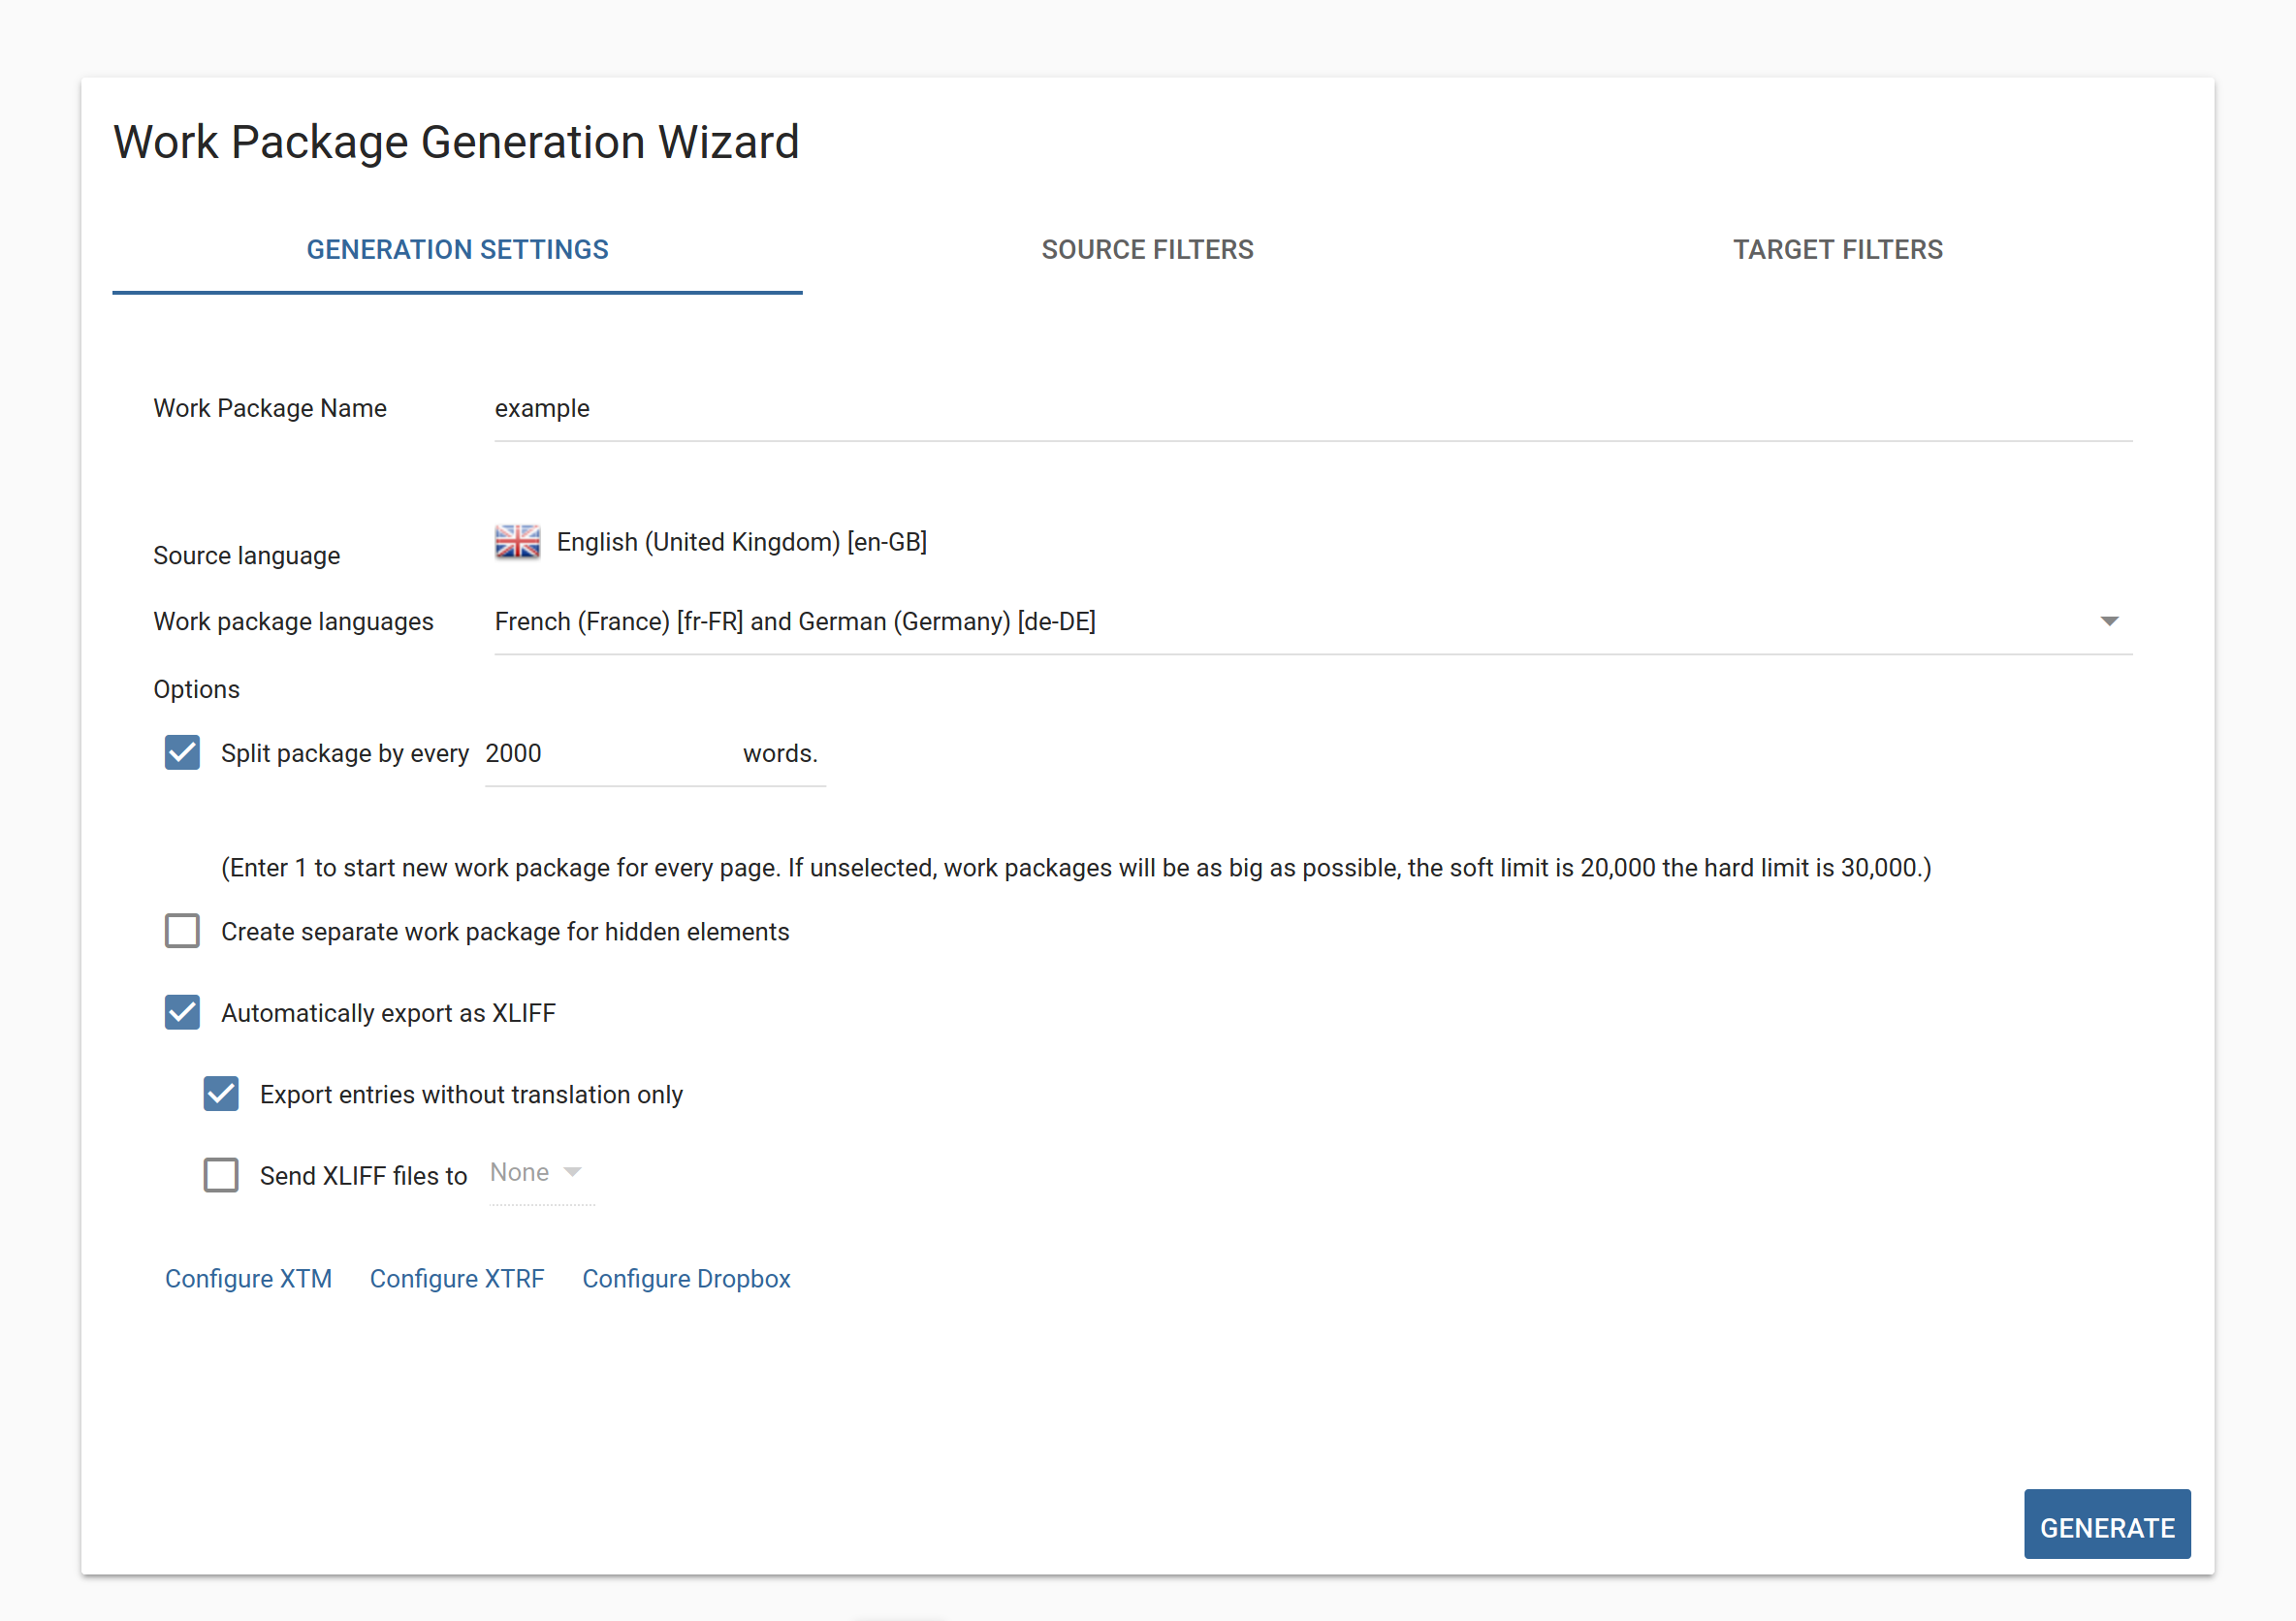 Work Package Generation Wizard
GENERATION SETTINGS SOURCE FILTERS TARGET FILTERS
Work Package Name example
Source language English (United Kingdom) [en-GB]
Work package languages French (France) [fr-FR] and German (Germany) [de-DE]
Options
Split package by every 2000 words.
(Enter 1 to start new work package for every page. If unselected, work packages will be as big as possible, the soft limit is 20,000 the hard limit is 30,000.)
Create separate work package for hidden elements
Automatically export as XLIFF
Export entries without translation only
Send XLIFF files to None
Configure XTM Configure XTRF Configure Dropbox
GENERATE